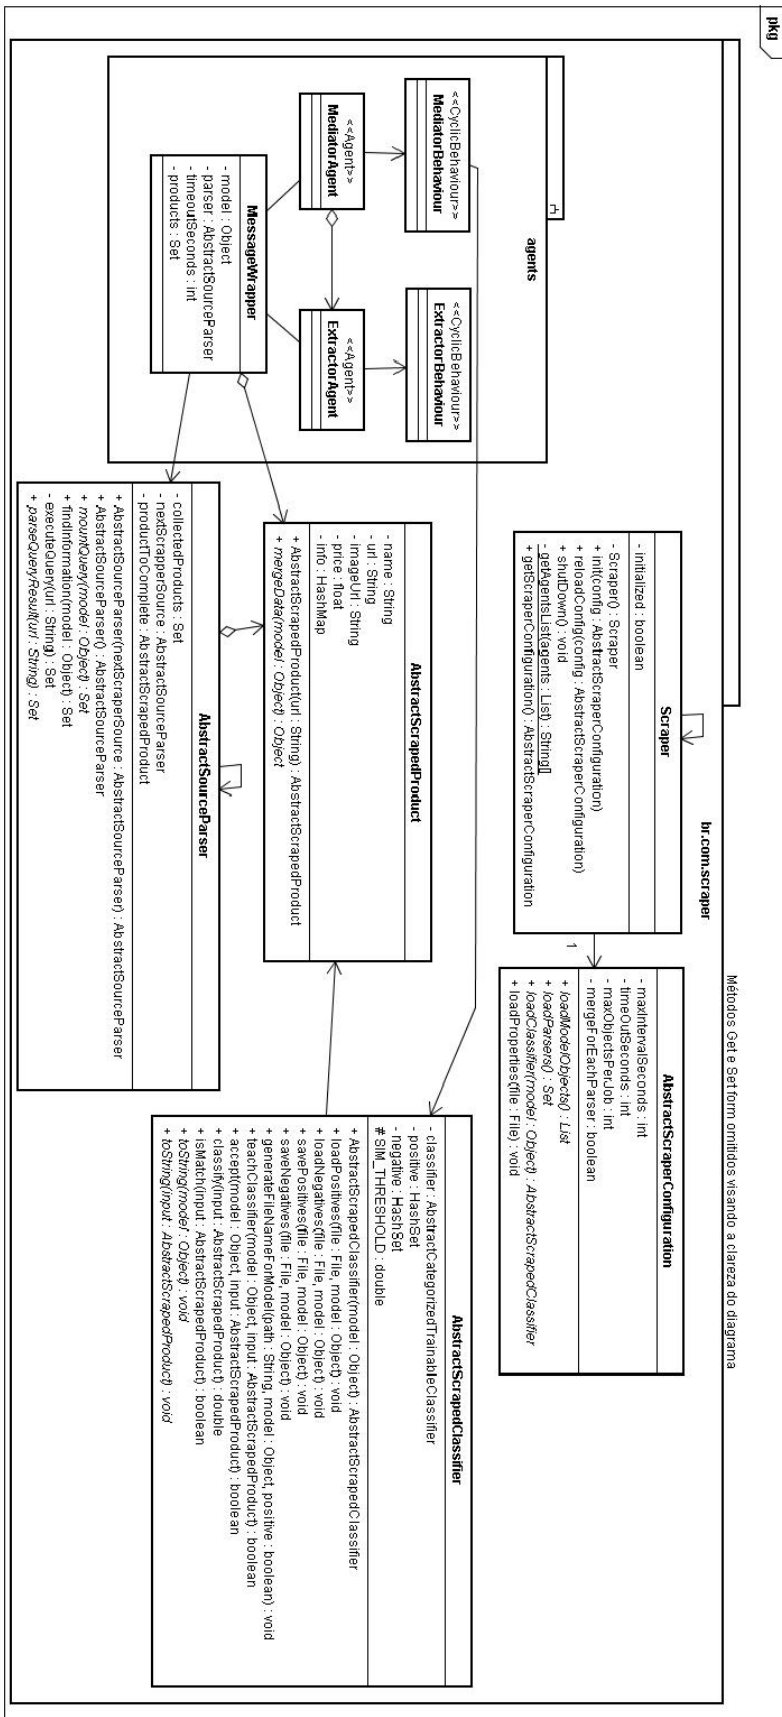 pkg
br.com.scraper
Métodos Get e Set form omitidos visando a clareza do diagrama
Scraper
- initialized : boolean
- Scraper() : Scraper
+ init(config : AbstractScraperConfiguration)
+ reloadConfig(config : AbstractScraperConfiguration)
+ shutDown() : void
- getAgentsList(agents : List) : String[]
+ getScraperConfiguration() : AbstractScraperConfiguration
1
AbstractScraperConfiguration
- maxIntervalSeconds : int
- timeOutSeconds : int
- maxObjectsPerJob : int
- mergeForEachParser : boolean
+ loadModelObjects() : List
+ loadParsers() : Set
+ loadClassifier(model : Object) : AbstractScrapedClassifier
+ loadProperties(file : File) : void
agents
<<CyclicBehaviour>>
MediatorBehaviour
<<CyclicBehaviour>>
ExtractorBehaviour
<<Agent>>
MediatorAgent
<<Agent>>
ExtractorAgent
MessageWrapper
- model : Object
- parser : AbstractSourceParser
- timeoutSeconds : int
- products : Set
AbstractScrapedProduct
- name : String
- url : String
- imageUrl : String
- price : float
- info : HashMap
+ AbstractScrapedProduct(url : String) : AbstractScrapedProduct
+ mergeData(model : Object) : Object
AbstractSourceParser
- collectedProducts : Set
- nextScrapperSource : AbstractSourceParser
- productToComplete : AbstractScrapedProduct
+ AbstractSourceParser(nextScraperSource : AbstractSourceParser) : AbstractSourceParser
+ AbstractSourceParser() : AbstractSourceParser
+ mountQuery(model : Object) : Set
+ findInformation(model : Object) : Set
- executeQuery(url : String) : Set
+ parseQueryResult(url : String) : Set
AbstractScrapedClassifier
- classifier : AbstractCategorizedTrainableClassifier
- positive : HashSet
- negative : HashSet
# SIM_THRESHOLD : double
+ AbstractScrapedClassifier(model : Object) : AbstractScrapedClassifier
+ loadPositives(file : File, model : Object) : void
+ loadNegatives(file : File, model : Object) : void
+ savePositives(file : File, model : Object) : void
+ saveNegatives(file : File, model : Object) : void
+ generateFileNameForModel(path : String, model : Object, positive : boolean) : void
+ teachClassifier(model : Object, input : AbstractScrapedProduct) : boolean
+ accept(model : Object, input : AbstractScrapedProduct) : boolean
+ classify(input : AbstractScrapedProduct) : double
+ isMatch(input : AbstractScrapedProduct) : boolean
+ toString(model : Object) : void
+ toString(input : AbstractScrapedProduct) : void